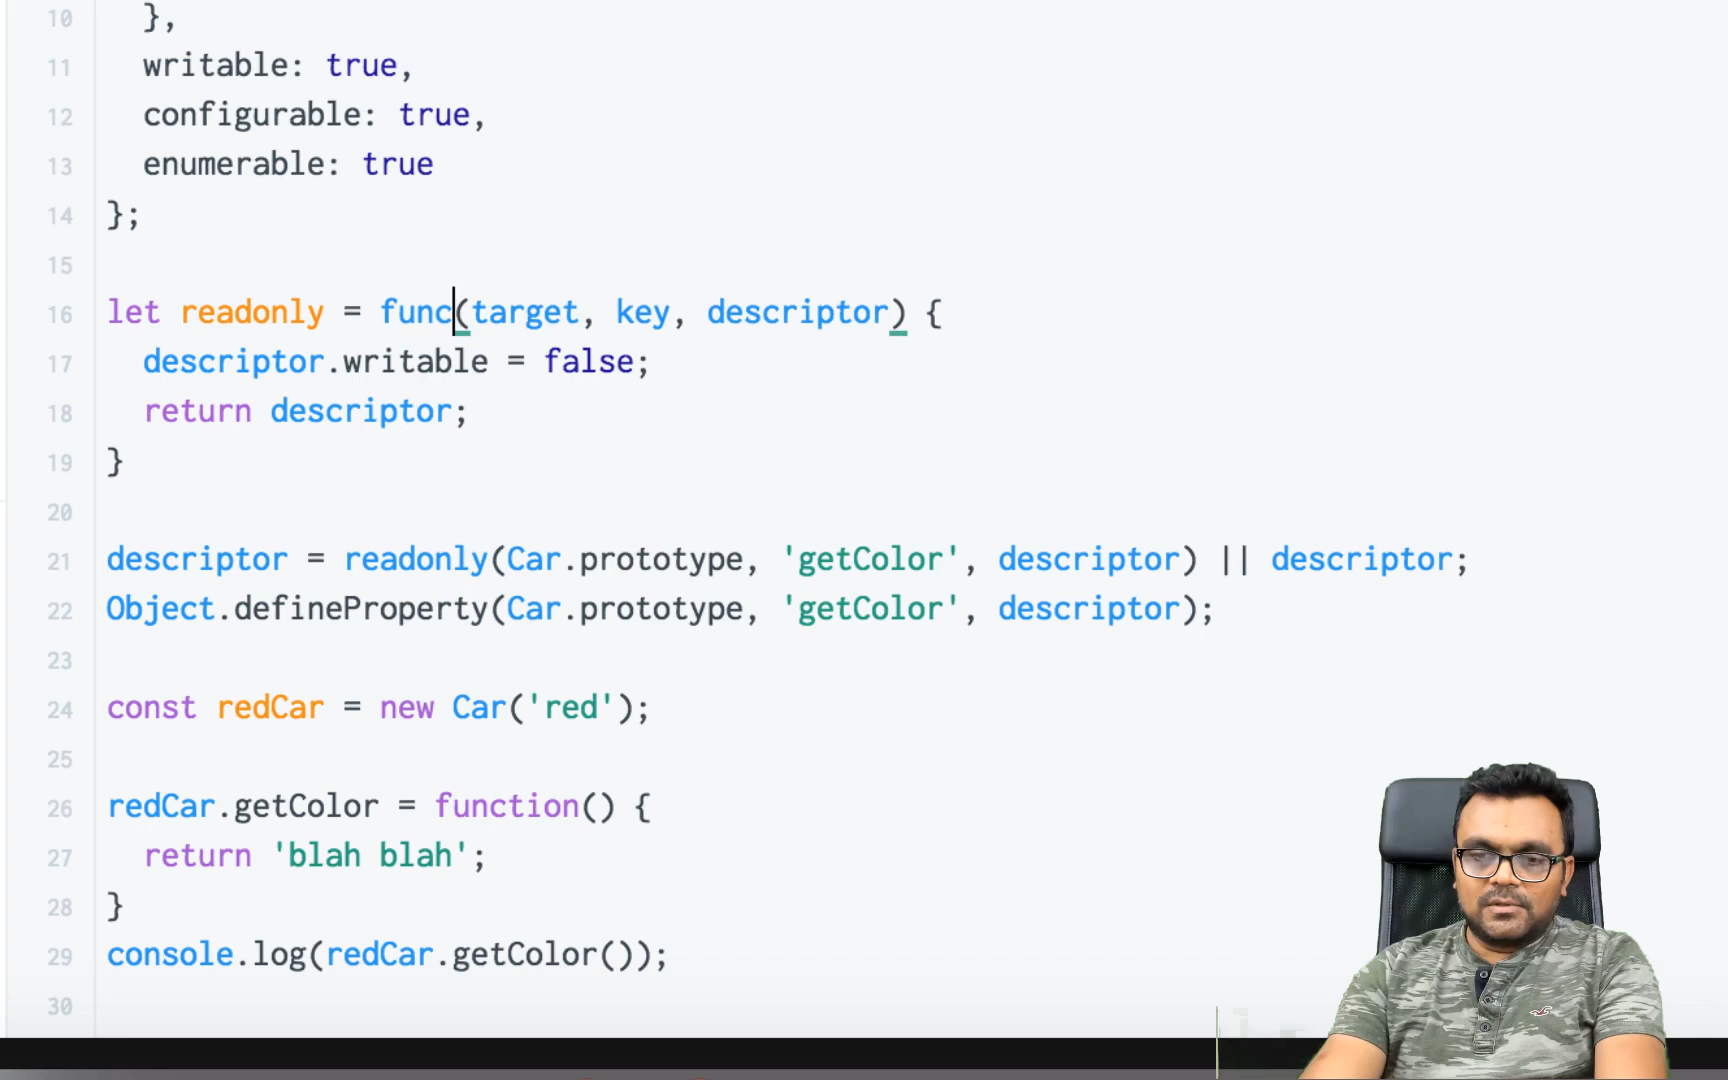 10 },
11 writable: true,
12 configurable: true,
13 enumerable: true
14 };
15
16 let readonly = func(target, key, descriptor) {
17 descriptor.writable = false;
18 return descriptor;
19 }
20
21 descriptor = readonly(Car.prototype, 'getColor', descriptor) || descriptor;
22 Object.defineProperty(Car.prototype, 'getColor', descriptor);
23
24 const redCar = new Car('red');
25
26 redCar.getColor = function() {
27 return 'blah blah';
28 }
29 console.log(redCar.getColor());
30